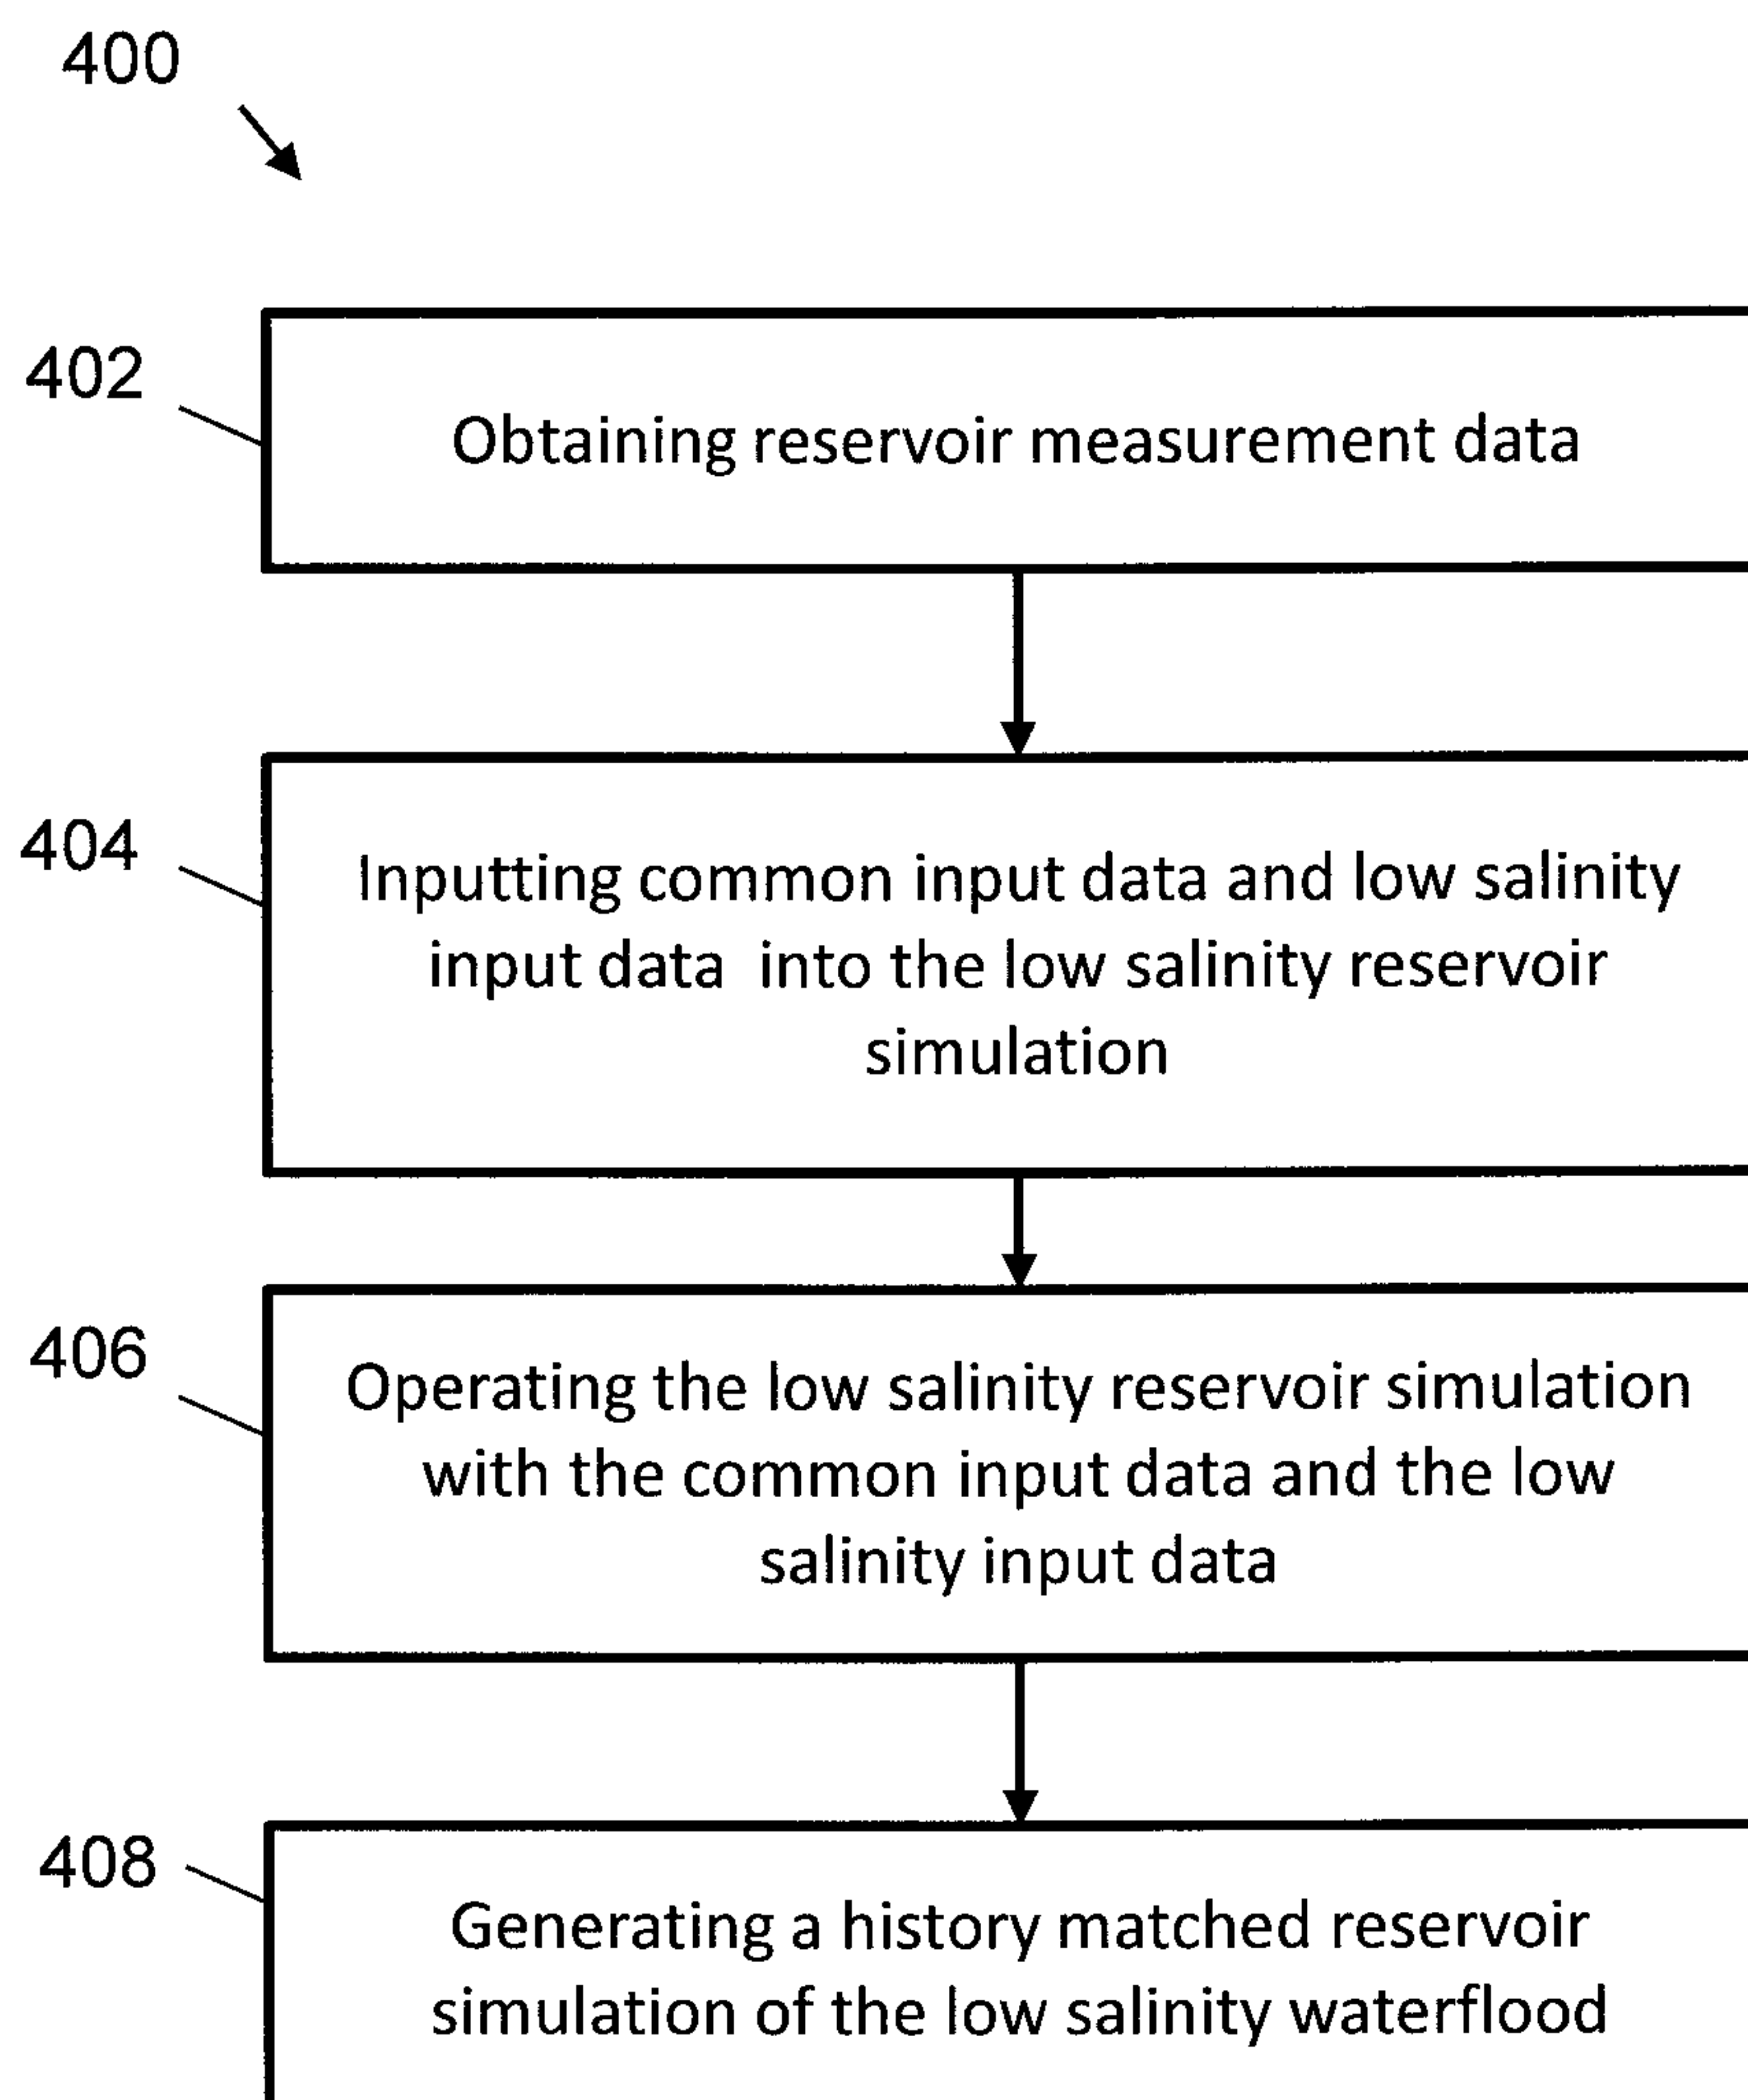 400
402
Obtaining reservoir measurement data
404
Inputting common input data and low salinity
input data into the low salinity reservoir
simulation
406
Operating the low salinity reservoir simulation
with the common input data and the low
salinity input data
408
Generating a history matched reservoir
simulation of the low salinity waterflood